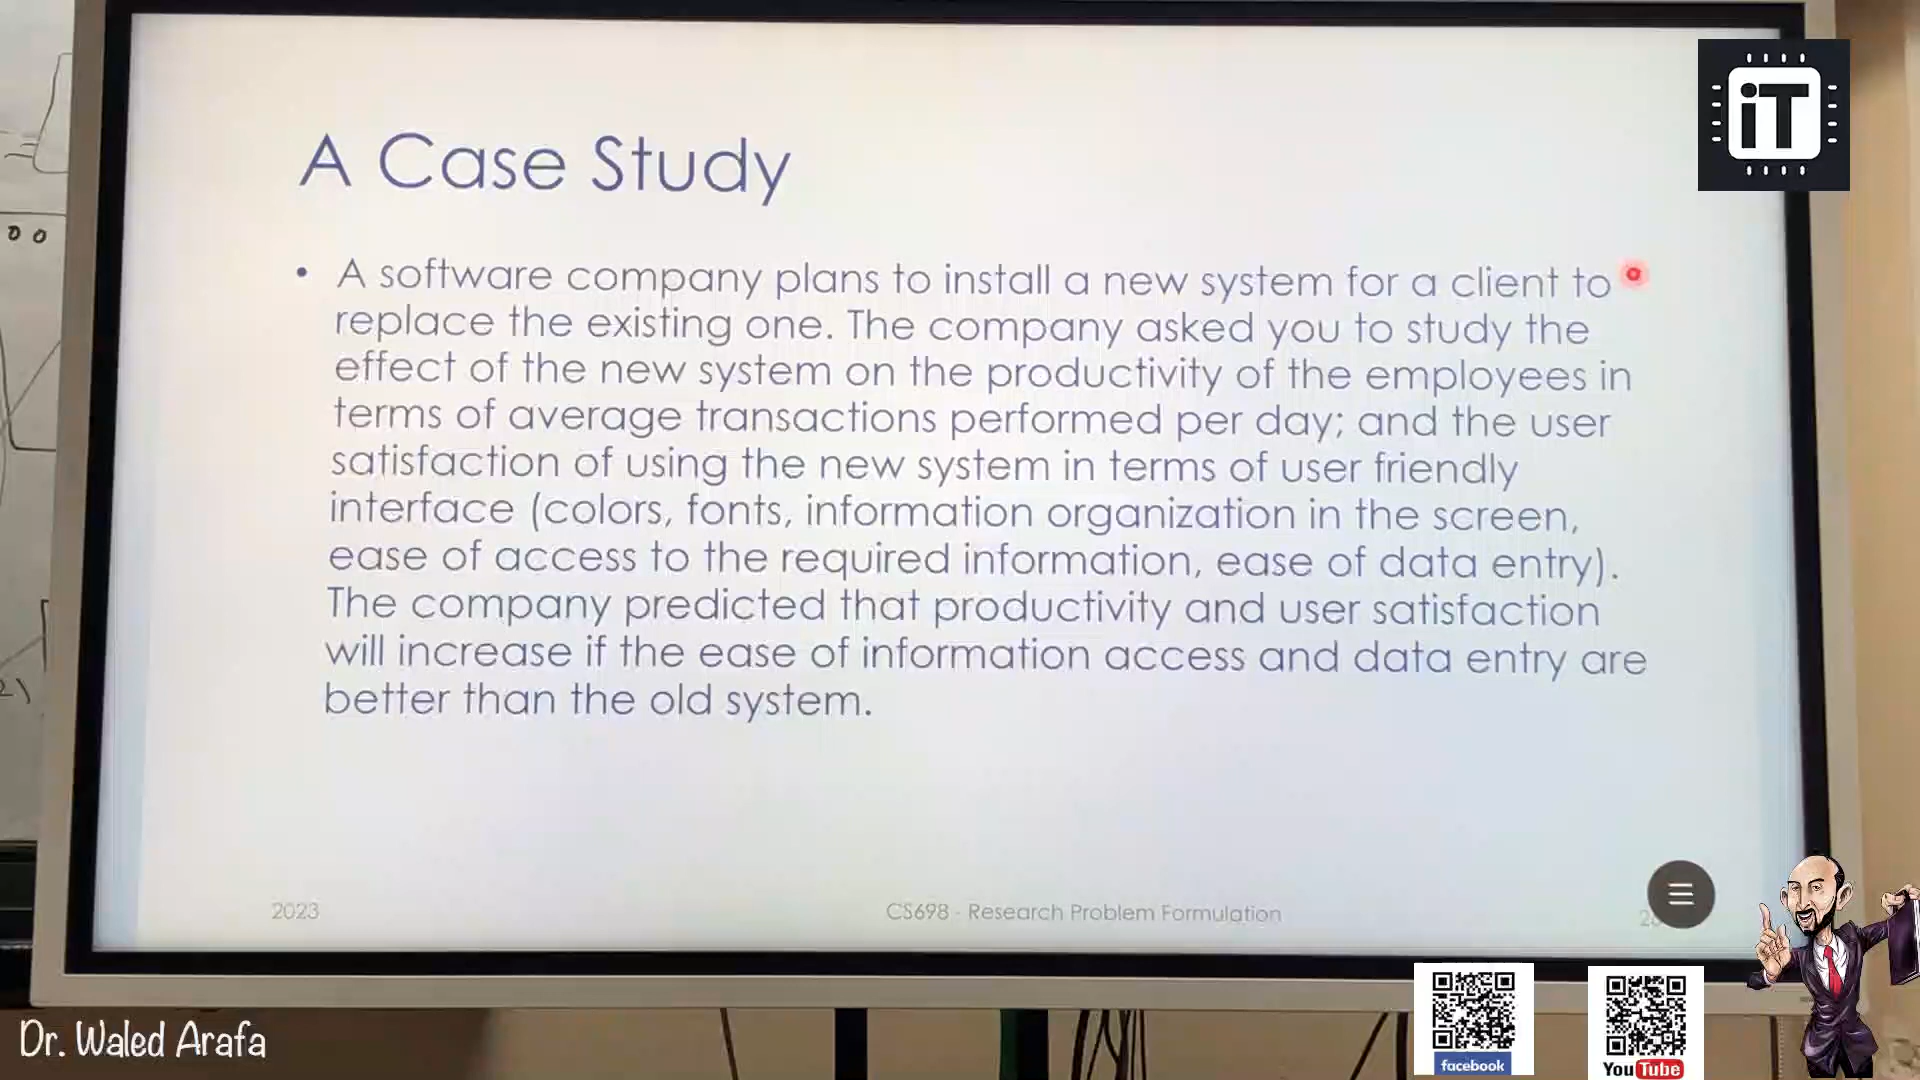 iT
A Case Study
• A software company plans to install a new system for a client to
replace the existing one. The company asked you to study the
effect of the new system on the productivity of the employees in
terms of average transactions performed per day; and the user
satisfaction of using the new system in terms of user friendly
interface (colors, fonts, information organization in the screen,
ease of access to the required information, ease of data entry).
The company predicted that productivity and user satisfaction
will increase if the ease of information access and data entry are
better than the old system.
2023
CS698 - Research Problem Formulation
Dr. Waled Arafa
facebook
YouTube